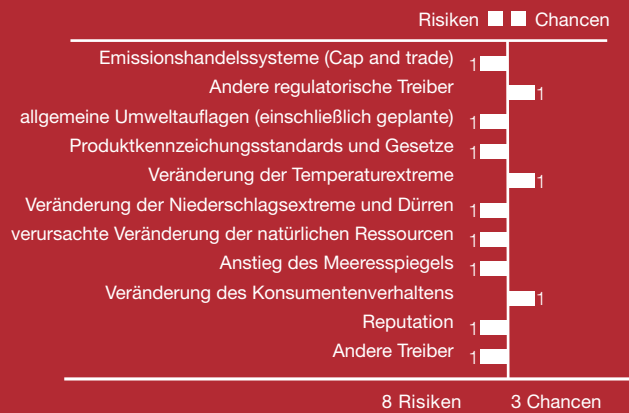 Risiken Chancen
Emissionshandelssysteme (Cap and trade) 1
Andere regulatorische Treiber 1
allgemeine Umweltauflagen (einschließlich geplante) 1
Produktkennzeichungsstandards und Gesetze 1
Veränderung der Temperaturextreme 1
Veränderung der Niederschlagsextreme und Dürren 1
verursachte Veränderung der natürlichen Ressourcen 1
Anstieg des Meeresspiegels 1
Veränderung des Konsumentenverhaltens 1
Reputation 1
Andere Treiber 1
8 Risiken 3 Chancen